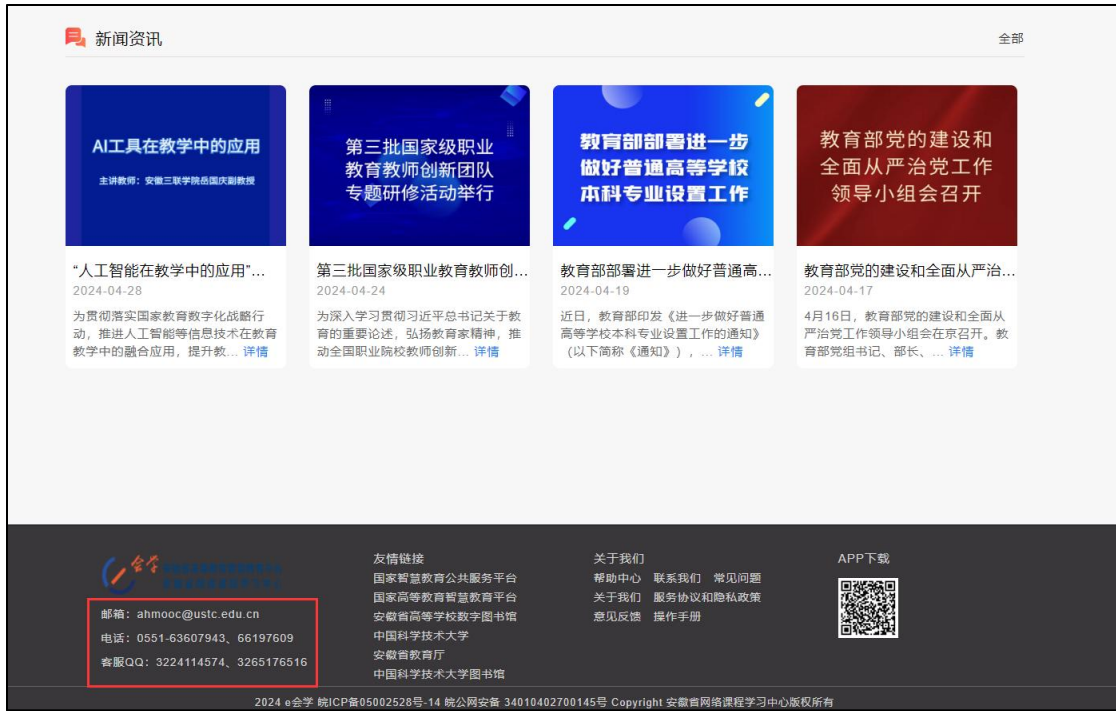 新闻资讯
全部
AI工具在教学中的应用
主讲教师：安徽三联学院岳国庆副教授
第三批国家级职业
教育教师创新团队
专题研修活动举行
教育部部署进一步
做好普通高等学校
本科专业设置工作
教育部党的建设和
全面从严治党工作
领导小组会召开
“人工智能在教学中的应用”...
2024-04-28
为贯彻落实国家教育数字化战略行
动，推进人工智能等信息技术在教育
教学中的融合应用，提升教... 详情
第三批国家级职业教育教师创...
2024-04-24
为深入学习贯彻习近平总书记关于教
育的重要论述，弘扬教育家精神，推
动全国职业院校教师创新... 详情
教育部部署进一步做好普通高...
2024-04-19
近日，教育部印发《进一步做好普通
高等学校本科专业设置工作的通知》
（以下简称《通知》），... 详情
教育部党的建设和全面从严治...
2024-04-17
4月16日，教育部党的建设和全面从
严治党工作领导小组会在京召开。教
育部党组书记、部长、... 详情
会学
邮箱：ahmooc@ustc.edu.cn
电话：0551-63607943、66197609
客服QQ：3224114574、3265176516
友情链接
国家智慧教育公共服务平台
国家高等教育智慧教育平台
安徽省高等学校数字图书馆
中国科学技术大学
安徽省教育厅
中国科学技术大学图书馆
关于我们
帮助中心 联系我们 常见问题
关于我们 服务协议和隐私政策
意见反馈 操作手册
APP下载
2024 e会学 皖ICP备05002528号-14 皖公网安备 34010402700145号 Copyright 安徽省网络课程学习中心版权所有